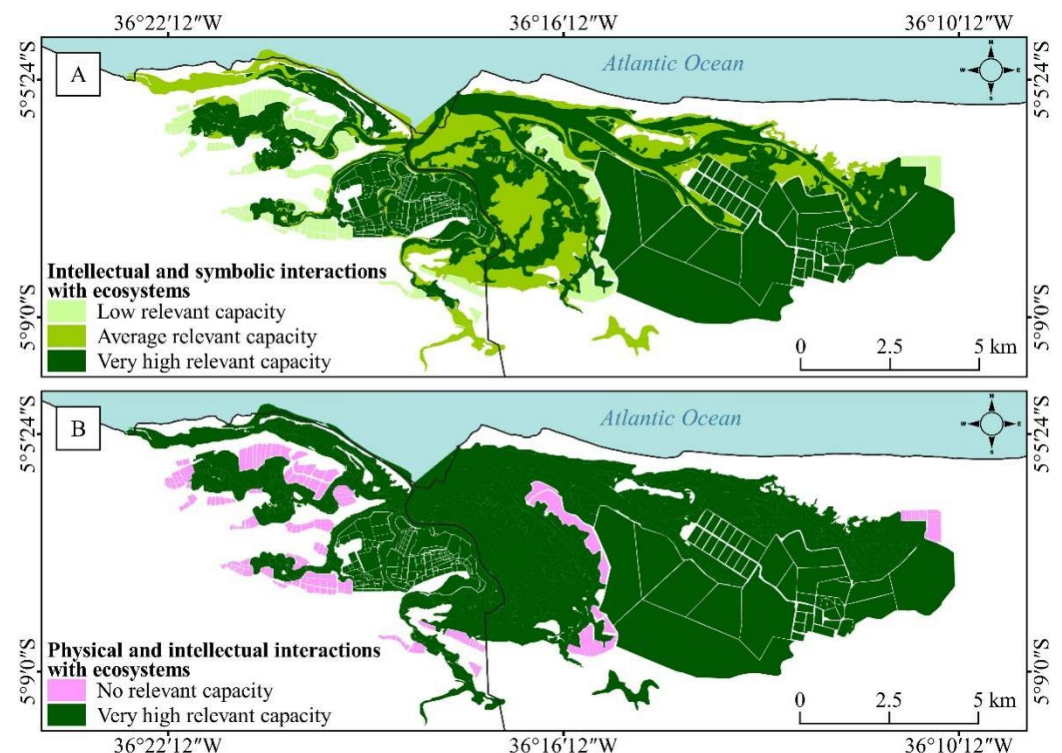 36°22'12"W 36°16'12"W 36°10'12"W
A
Atlantic Ocean
N
W E
S
5°5'24"S 5°5'24"S
Intellectual and symbolic interactions
with ecosystems
Low relevant capacity
Average relevant capacity
Very high relevant capacity
5°9'0"S 5°9'0"S
0 2.5 5 km
B
Atlantic Ocean
N
W E
S
5°5'24"S 5°5'24"S
Physical and intellectual interactions
with ecosystems
No relevant capacity
Very high relevant capacity
5°9'0"S 5°9'0"S
0 2.5 5 km
36°22'12"W 36°16'12"W 36°10'12"W